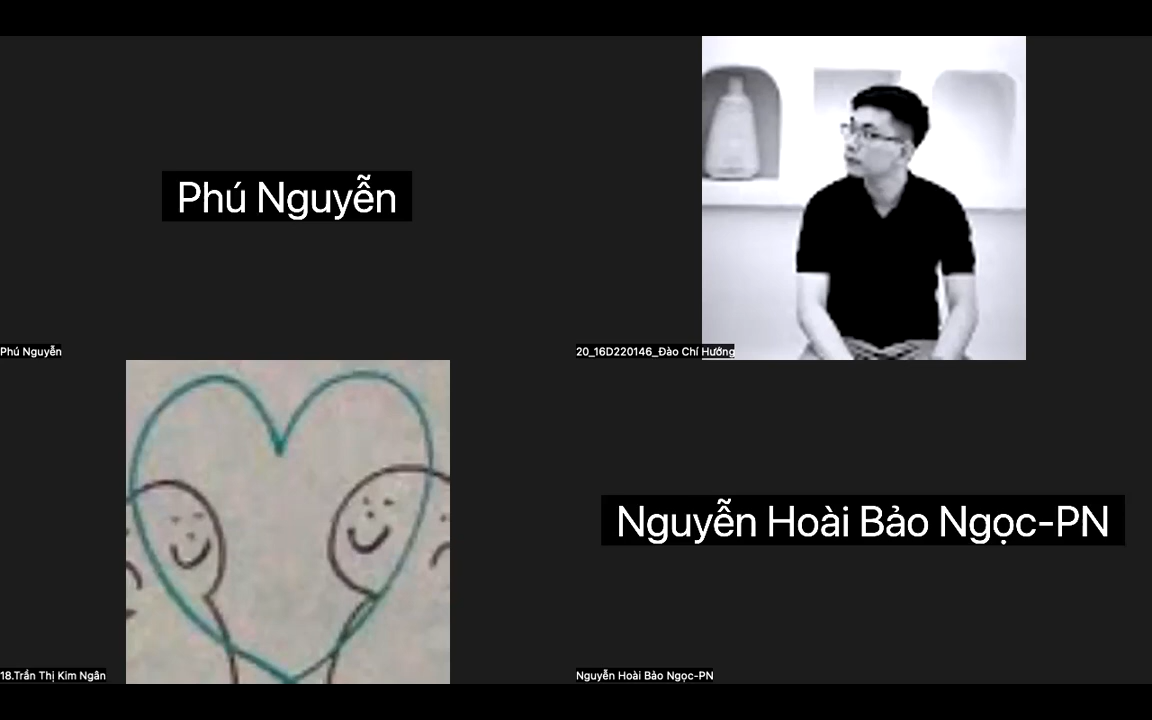 Phú Nguyễn
Phú Nguyễn
20_16D220146_Đào Chí Hướng
18.Trần Thị Kim Ngân
Nguyễn Hoài Bảo Ngọc-PN
Nguyễn Hoài Bảo Ngọc-PN